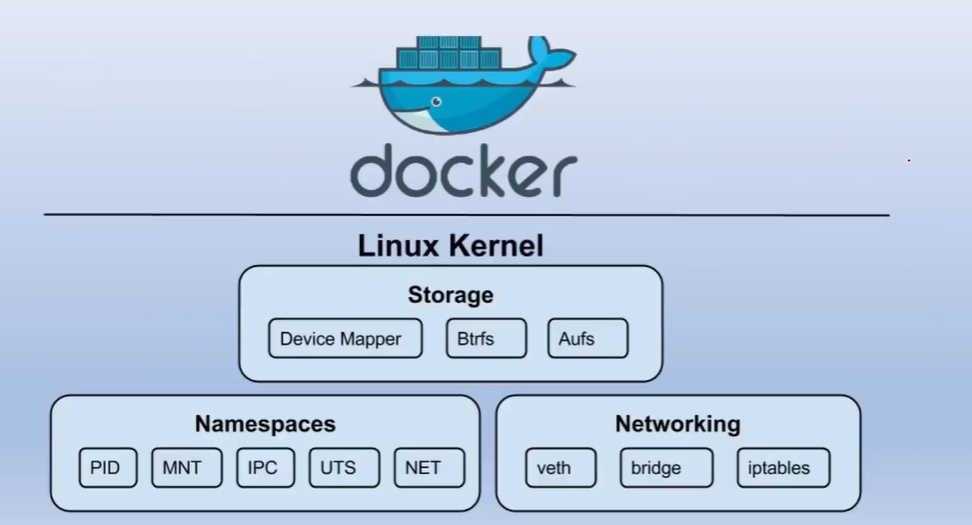 docker
Linux Kernel
Storage
Device Mapper
Btrfs
Aufs
Namespaces
PID
MNT
IPC
UTS
NET
Networking
veth
bridge
iptables